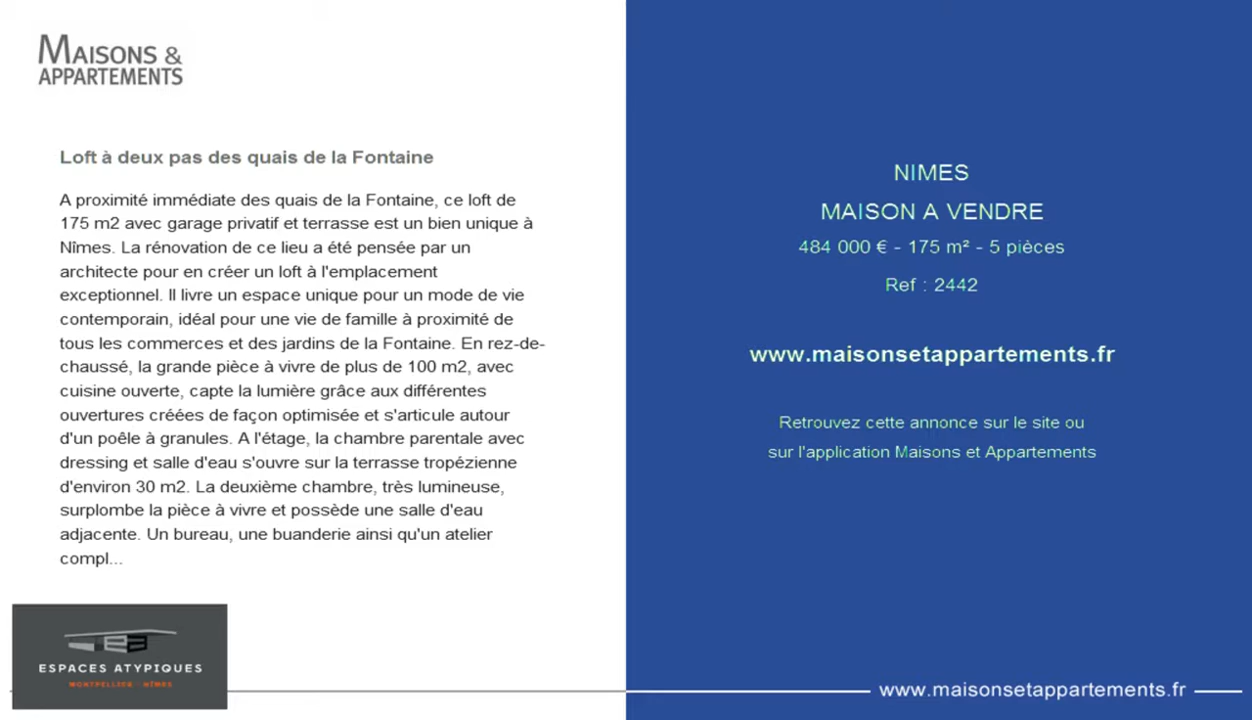 MAISONS &
APPARTEMENTS
Loft à deux pas des quais de la Fontaine
A proximité immédiate des quais de la Fontaine, ce loft de
175 m2 avec garage privatif et terrasse est un bien unique à
Nîmes. La rénovation de ce lieu a été pensée par un
architecte pour en créer un loft à l'emplacement
exceptionnel. Il livre un espace unique pour un mode de vie
contemporain, idéal pour une vie de famille à proximité de
tous les commerces et des jardins de la Fontaine. En rez-de-
chaussé, la grande pièce à vivre de plus de 100 m2, avec
cuisine ouverte, capte la lumière grâce aux différentes
ouvertures créées de façon optimisée et s'articule autour
d'un poêle à granules. A l'étage, la chambre parentale avec
dressing et salle d'eau s'ouvre sur la terrasse tropézienne
d'environ 30 m2. La deuxième chambre, très lumineuse,
surplombe la pièce à vivre et possède une salle d'eau
adjacente. Un bureau, une buanderie ainsi qu'un atelier
compl...
ESPACES ATYPIQUES
MONTPELLIER - NÎMES
NIMES
MAISON A VENDRE
484 000 € - 175 m² - 5 pièces
Ref : 2442
www.maisonsetappartements.fr
Retrouvez cette annonce sur le site ou
sur l'application Maisons et Appartements
www.maisonsetappartements.fr